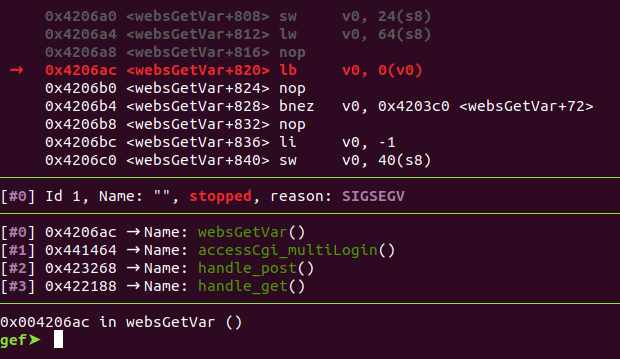 0x4206a0 <websGetVar+808> sw v0, 24(s8)
0x4206a4 <websGetVar+812> lw v0, 64(s8)
0x4206a8 <websGetVar+816> nop
→ 0x4206ac <websGetVar+820> lb v0, 0(v0)
0x4206b0 <websGetVar+824> nop
0x4206b4 <websGetVar+828> bnez v0, 0x4203c0 <websGetVar+72>
0x4206b8 <websGetVar+832> nop
0x4206bc <websGetVar+836> li v0, -1
0x4206c0 <websGetVar+840> sw v0, 40(s8)
[#0] Id 1, Name: "", stopped, reason: SIGSEGV
[#0] 0x4206ac → Name: websGetVar()
[#1] 0x441464 → Name: accessCgi_multiLogin()
[#2] 0x423268 → Name: handle_post()
[#3] 0x422188 → Name: handle_get()
0x004206ac in websGetVar ()
gef➤